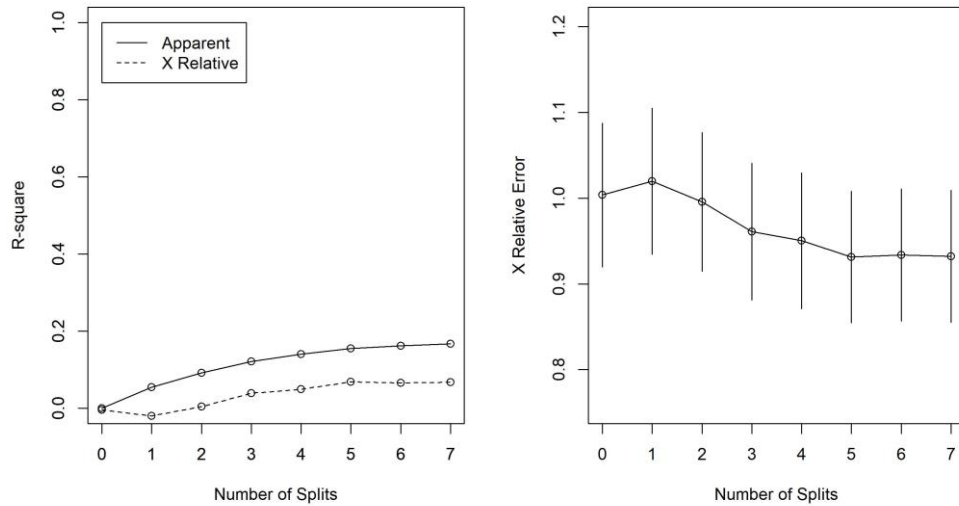 1.0
0.8
0.6
0.4
0.2
0.0
R-square
Apparent
X Relative
0 1 2 3 4 5 6 7
Number of Splits
1.2
1.1
1.0
0.9
0.8
X Relative Error
0 1 2 3 4 5 6 7
Number of Splits